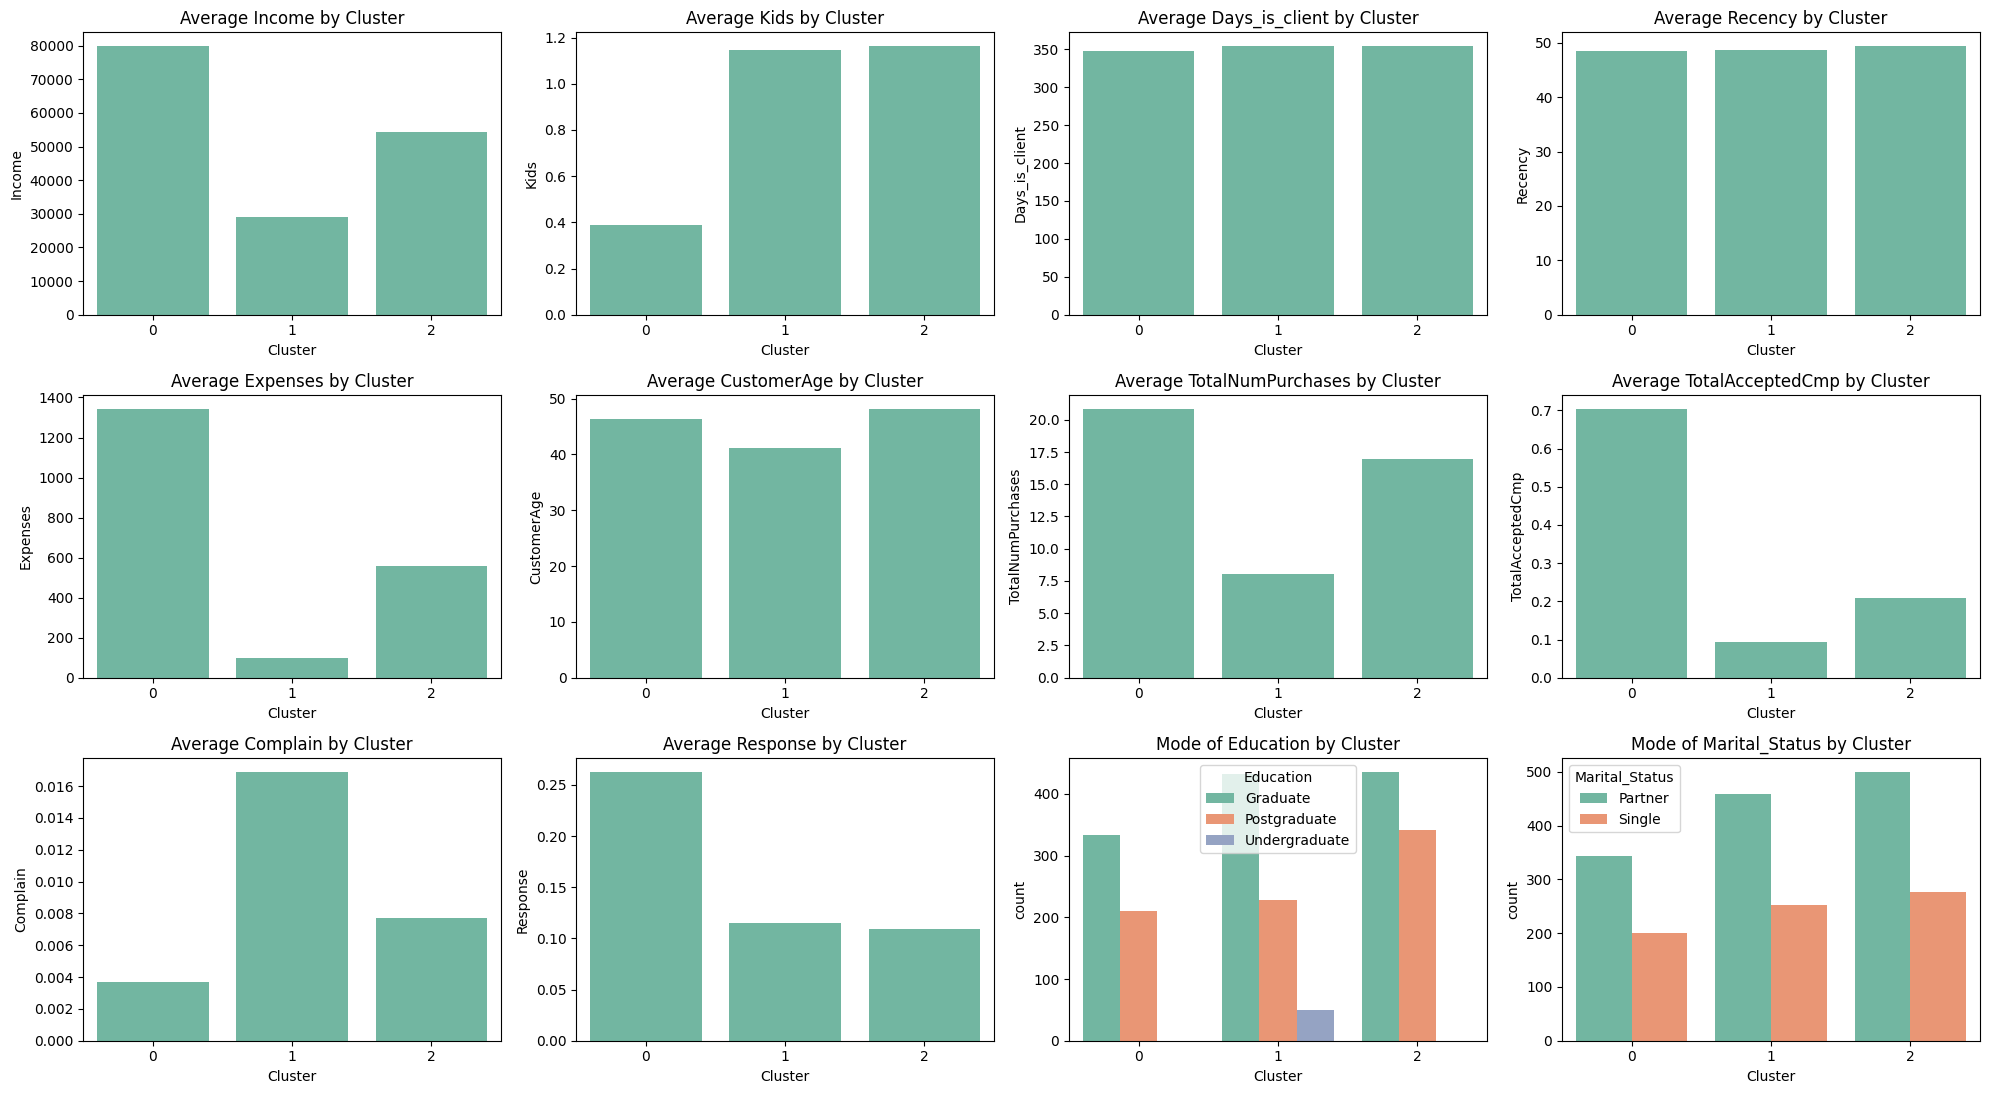 Average Income by Cluster
80000
70000
60000
50000
40000
30000
20000
10000
0
Income
0 1 2
Cluster
Average Kids by Cluster
1.2
1.0
0.8
0.6
0.4
0.2
0.0
Kids
0 1 2
Cluster
Average Days_is_client by Cluster
350
300
250
200
150
100
50
0
Days_is_client
0 1 2
Cluster
Average Recency by Cluster
50
40
30
20
10
0
Recency
0 1 2
Cluster
Average Expenses by Cluster
1400
1200
1000
800
600
400
200
0
Expenses
0 1 2
Cluster
Average CustomerAge by Cluster
50
40
30
20
10
0
CustomerAge
0 1 2
Cluster
Average TotalNumPurchases by Cluster
20.0
17.5
15.0
12.5
10.0
7.5
5.0
2.5
0.0
TotalNumPurchases
0 1 2
Cluster
Average TotalAcceptedCmp by Cluster
0.7
0.6
0.5
0.4
0.3
0.2
0.1
0.0
TotalAcceptedCmp
0 1 2
Cluster
Average Complain by Cluster
0.016
0.014
0.012
0.010
0.008
0.006
0.004
0.002
0.000
Complain
0 1 2
Cluster
Average Response by Cluster
0.25
0.20
0.15
0.10
0.05
0.00
Response
0 1 2
Cluster
Mode of Education by Cluster
Education
Graduate
Postgraduate
Undergraduate
400
300
200
100
0
count
0 1 2
Cluster
Mode of Marital_Status by Cluster
Marital_Status
Partner
Single
500
400
300
200
100
0
count
0 1 2
Cluster